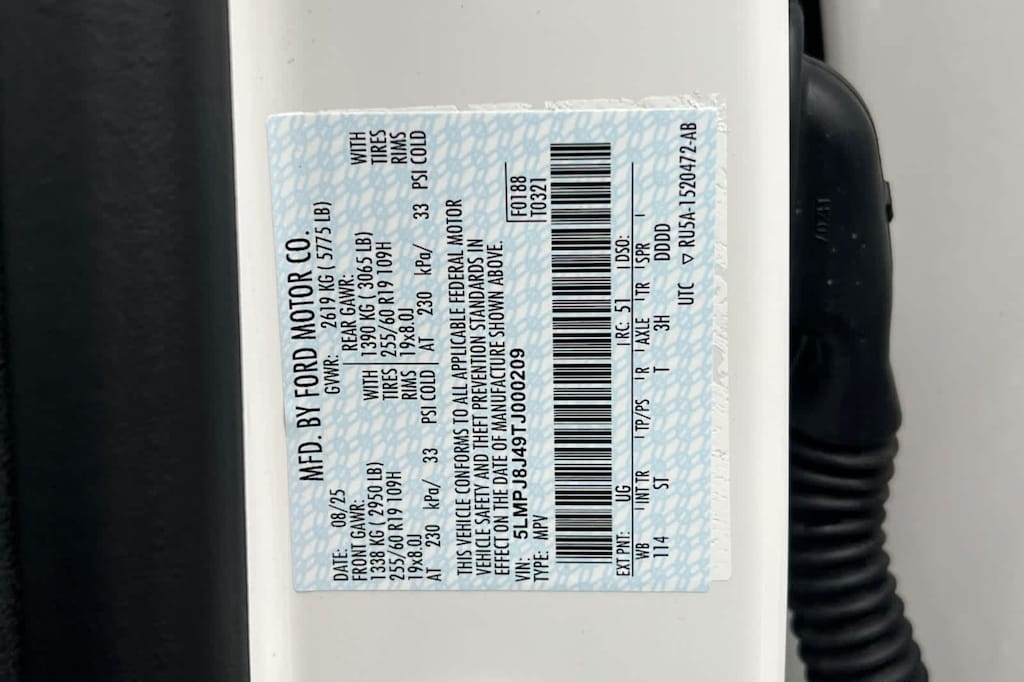 MFD. BY FORD MOTOR CO.
DATE: 08/25 GVWR: 2619 KG ( 5775 LB)
FRONT GAWR: REAR GAWR:
1338 KG ( 2950 LB) WITH 1390 KG ( 3065 LB) WITH
255/60 R19 109H TIRES 255/60 R19 109H TIRES
19x8.0J RIMS 19x8.0J RIMS
AT 230 kPa/ 33 PSI COLD AT 230 kPa/ 33 PSI COLD
THIS VEHICLE CONFORMS TO ALL APPLICABLE FEDERAL MOTOR
VEHICLE SAFETY AND THEFT PREVENTION STANDARDS IN
EFFECT ON THE DATE OF MANUFACTURE SHOWN ABOVE.
VIN: 5LMPJ8J49TJ000209 F0188
TYPE: MPV T0321
EXT PNT: UG RC: 51 DSO:
WB INT TR TP/PS R AXLE TR SPR
114 ST T 3H DDDD
UTC ▽ RU5A-1520472-AB